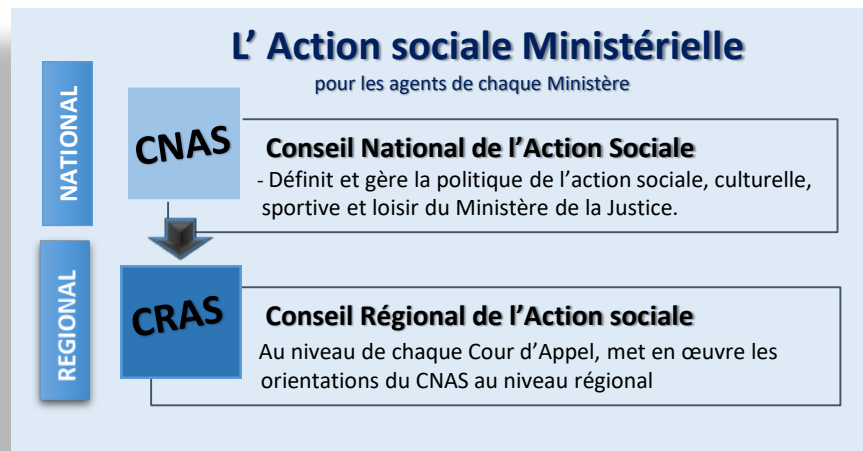 L’ Action sociale Ministérielle
pour les agents de chaque Ministère
NATIONAL
CNAS
Conseil National de l’Action Sociale
- Définit et gère la politique de l’action sociale, culturelle,
sportive et loisir du Ministère de la Justice.
REGIONAL
CRAS
Conseil Régional de l’Action sociale
Au niveau de chaque Cour d’Appel, met en œuvre les
orientations du CNAS au niveau régional